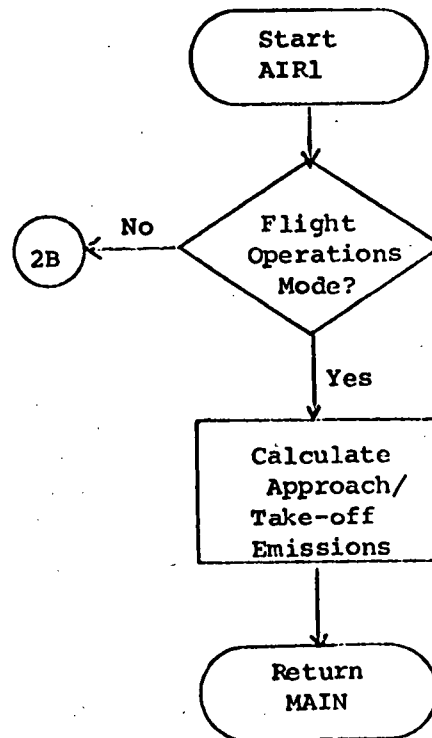 Start
AIR1
Flight
Operations
Mode?
No
2B
Yes
Calculate
Approach/
Take-off
Emissions
Return
MAIN